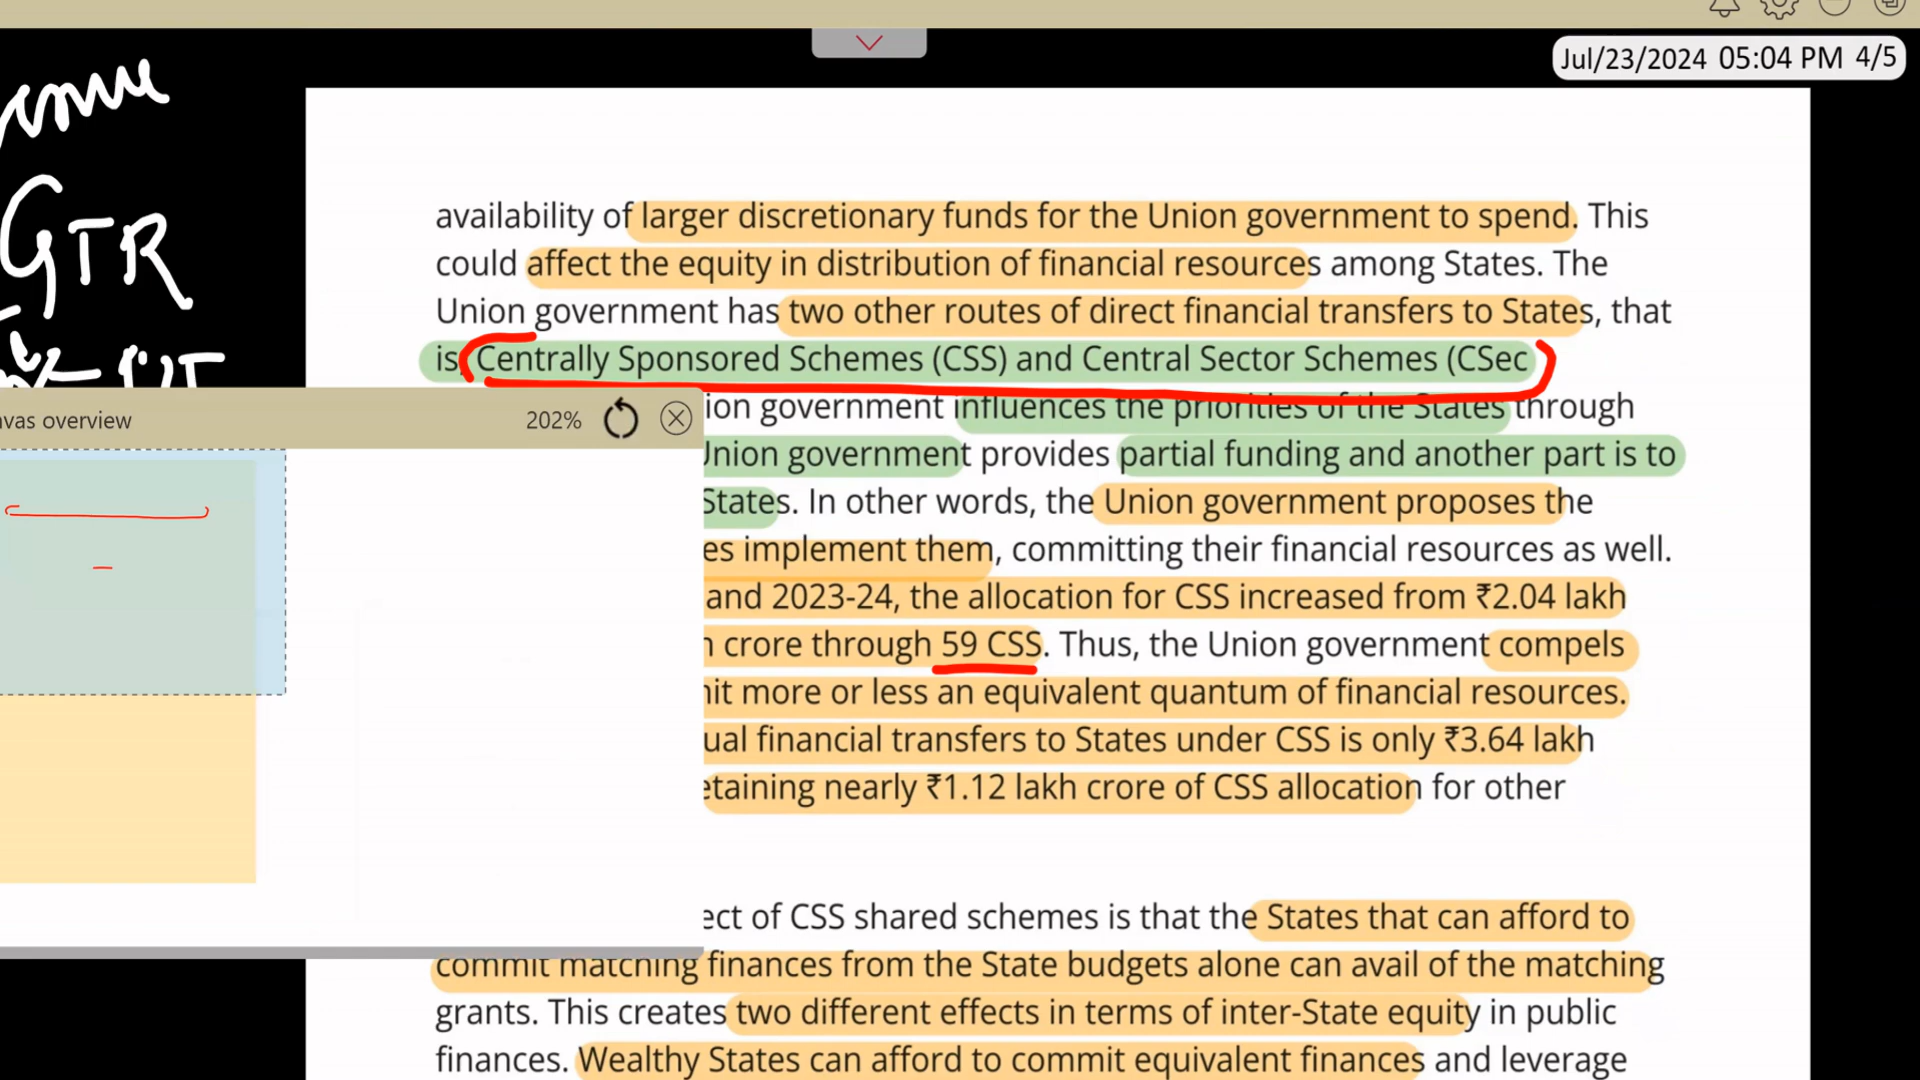 Jul/23/2024 05:04 PM 4/5
GTR
availability of larger discretionary funds for the Union government to spend. This
could affect the equity in distribution of financial resources among States. The
Union government has two other routes of direct financial transfers to States, that
is, Centrally Sponsored Schemes (CSS) and Central Sector Schemes (CSec
government influences the priorities of the States through
government provides partial funding and another part is to
States. In other words, the Union government proposes the
implement them, committing their financial resources as well.
and 2023-24, the allocation for CSS increased from ₹2.04 lakh
crore through 59 CSS. Thus, the Union government compels
more or less an equivalent quantum of financial resources.
financial transfers to States under CSS is only ₹3.64 lakh
nearly ₹1.12 lakh crore of CSS allocation for other
overview 202%
of CSS shared schemes is that the States that can afford to
commit matching finances from the State budgets alone can avail of the matching
grants. This creates two different effects in terms of inter-State equity in public
finances. Wealthy States can afford to commit equivalent finances and leverage